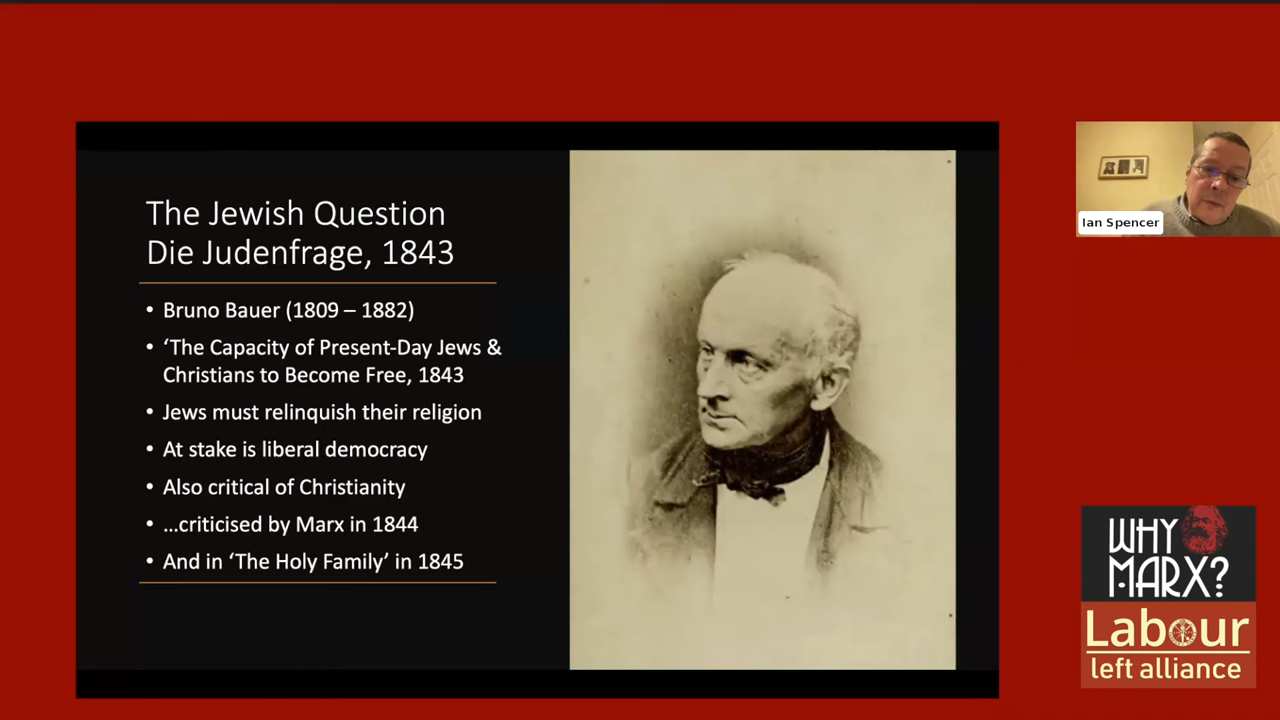 The Jewish Question
Die Judenfrage, 1843
• Bruno Bauer (1809 – 1882)
• ‘The Capacity of Present-Day Jews &
Christians to Become Free, 1843
• Jews must relinquish their religion
• At stake is liberal democracy
• Also critical of Christianity
• …criticised by Marx in 1844
• And in ‘The Holy Family’ in 1845
Ian Spencer
WHY
MARX?
Labour
left alliance